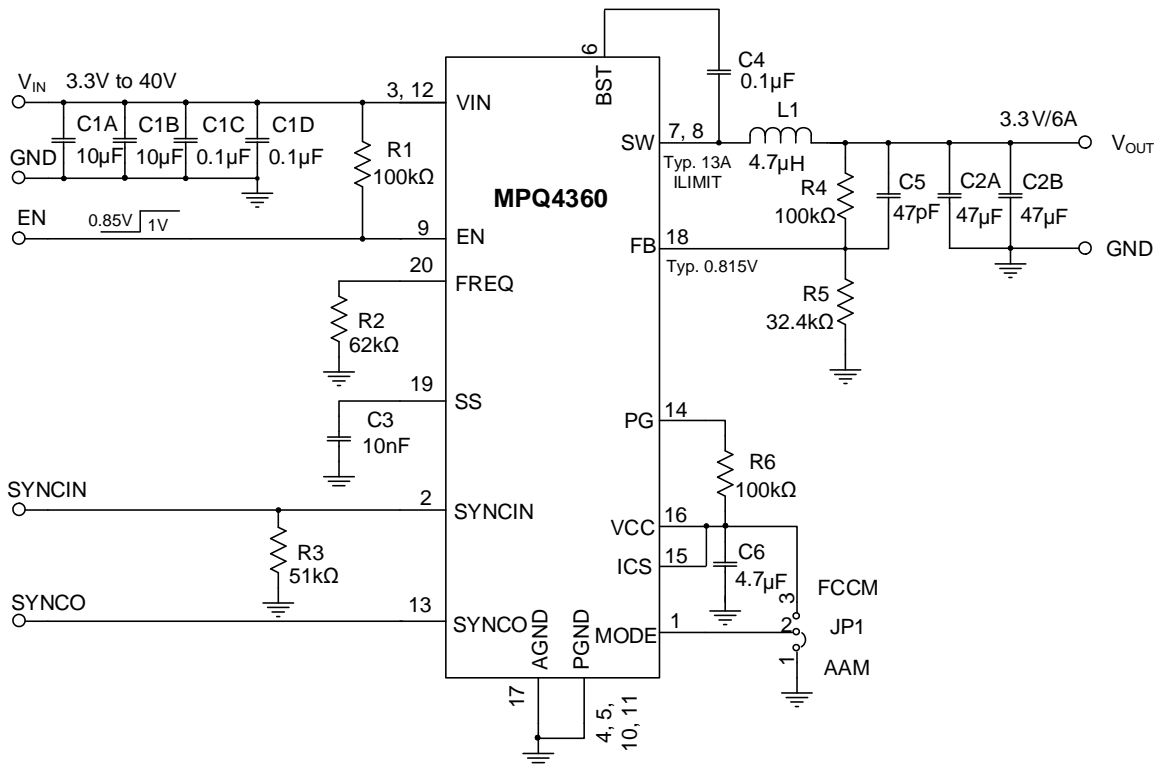 6
BST
C4
0.1µF
V_IN 3.3V to 40V
3, 12
VIN
C1A
10µF
C1B
10µF
C1C
0.1µF
C1D
0.1µF
GND
R1
100kΩ
EN
0.85V
1V
9
EN
MPQ4360
SW
7, 8
Typ. 13A
ILIMIT
L1
4.7µH
3.3V/6A
V_OUT
R4
100kΩ
C5
47pF
C2A
47µF
C2B
47µF
FB
18
Typ. 0.815V
GND
R5
32.4kΩ
20
FREQ
R2
62kΩ
19
SS
C3
10nF
PG
14
R6
100kΩ
SYNCIN
2
SYNCIN
R3
51kΩ
VCC
16
ICS
15
C6
4.7µF
FCCM
3
2
JP1
1
AAM
SYNCO
13
SYNCO
AGND
PGND
MODE
1
17
4, 5,
10, 11